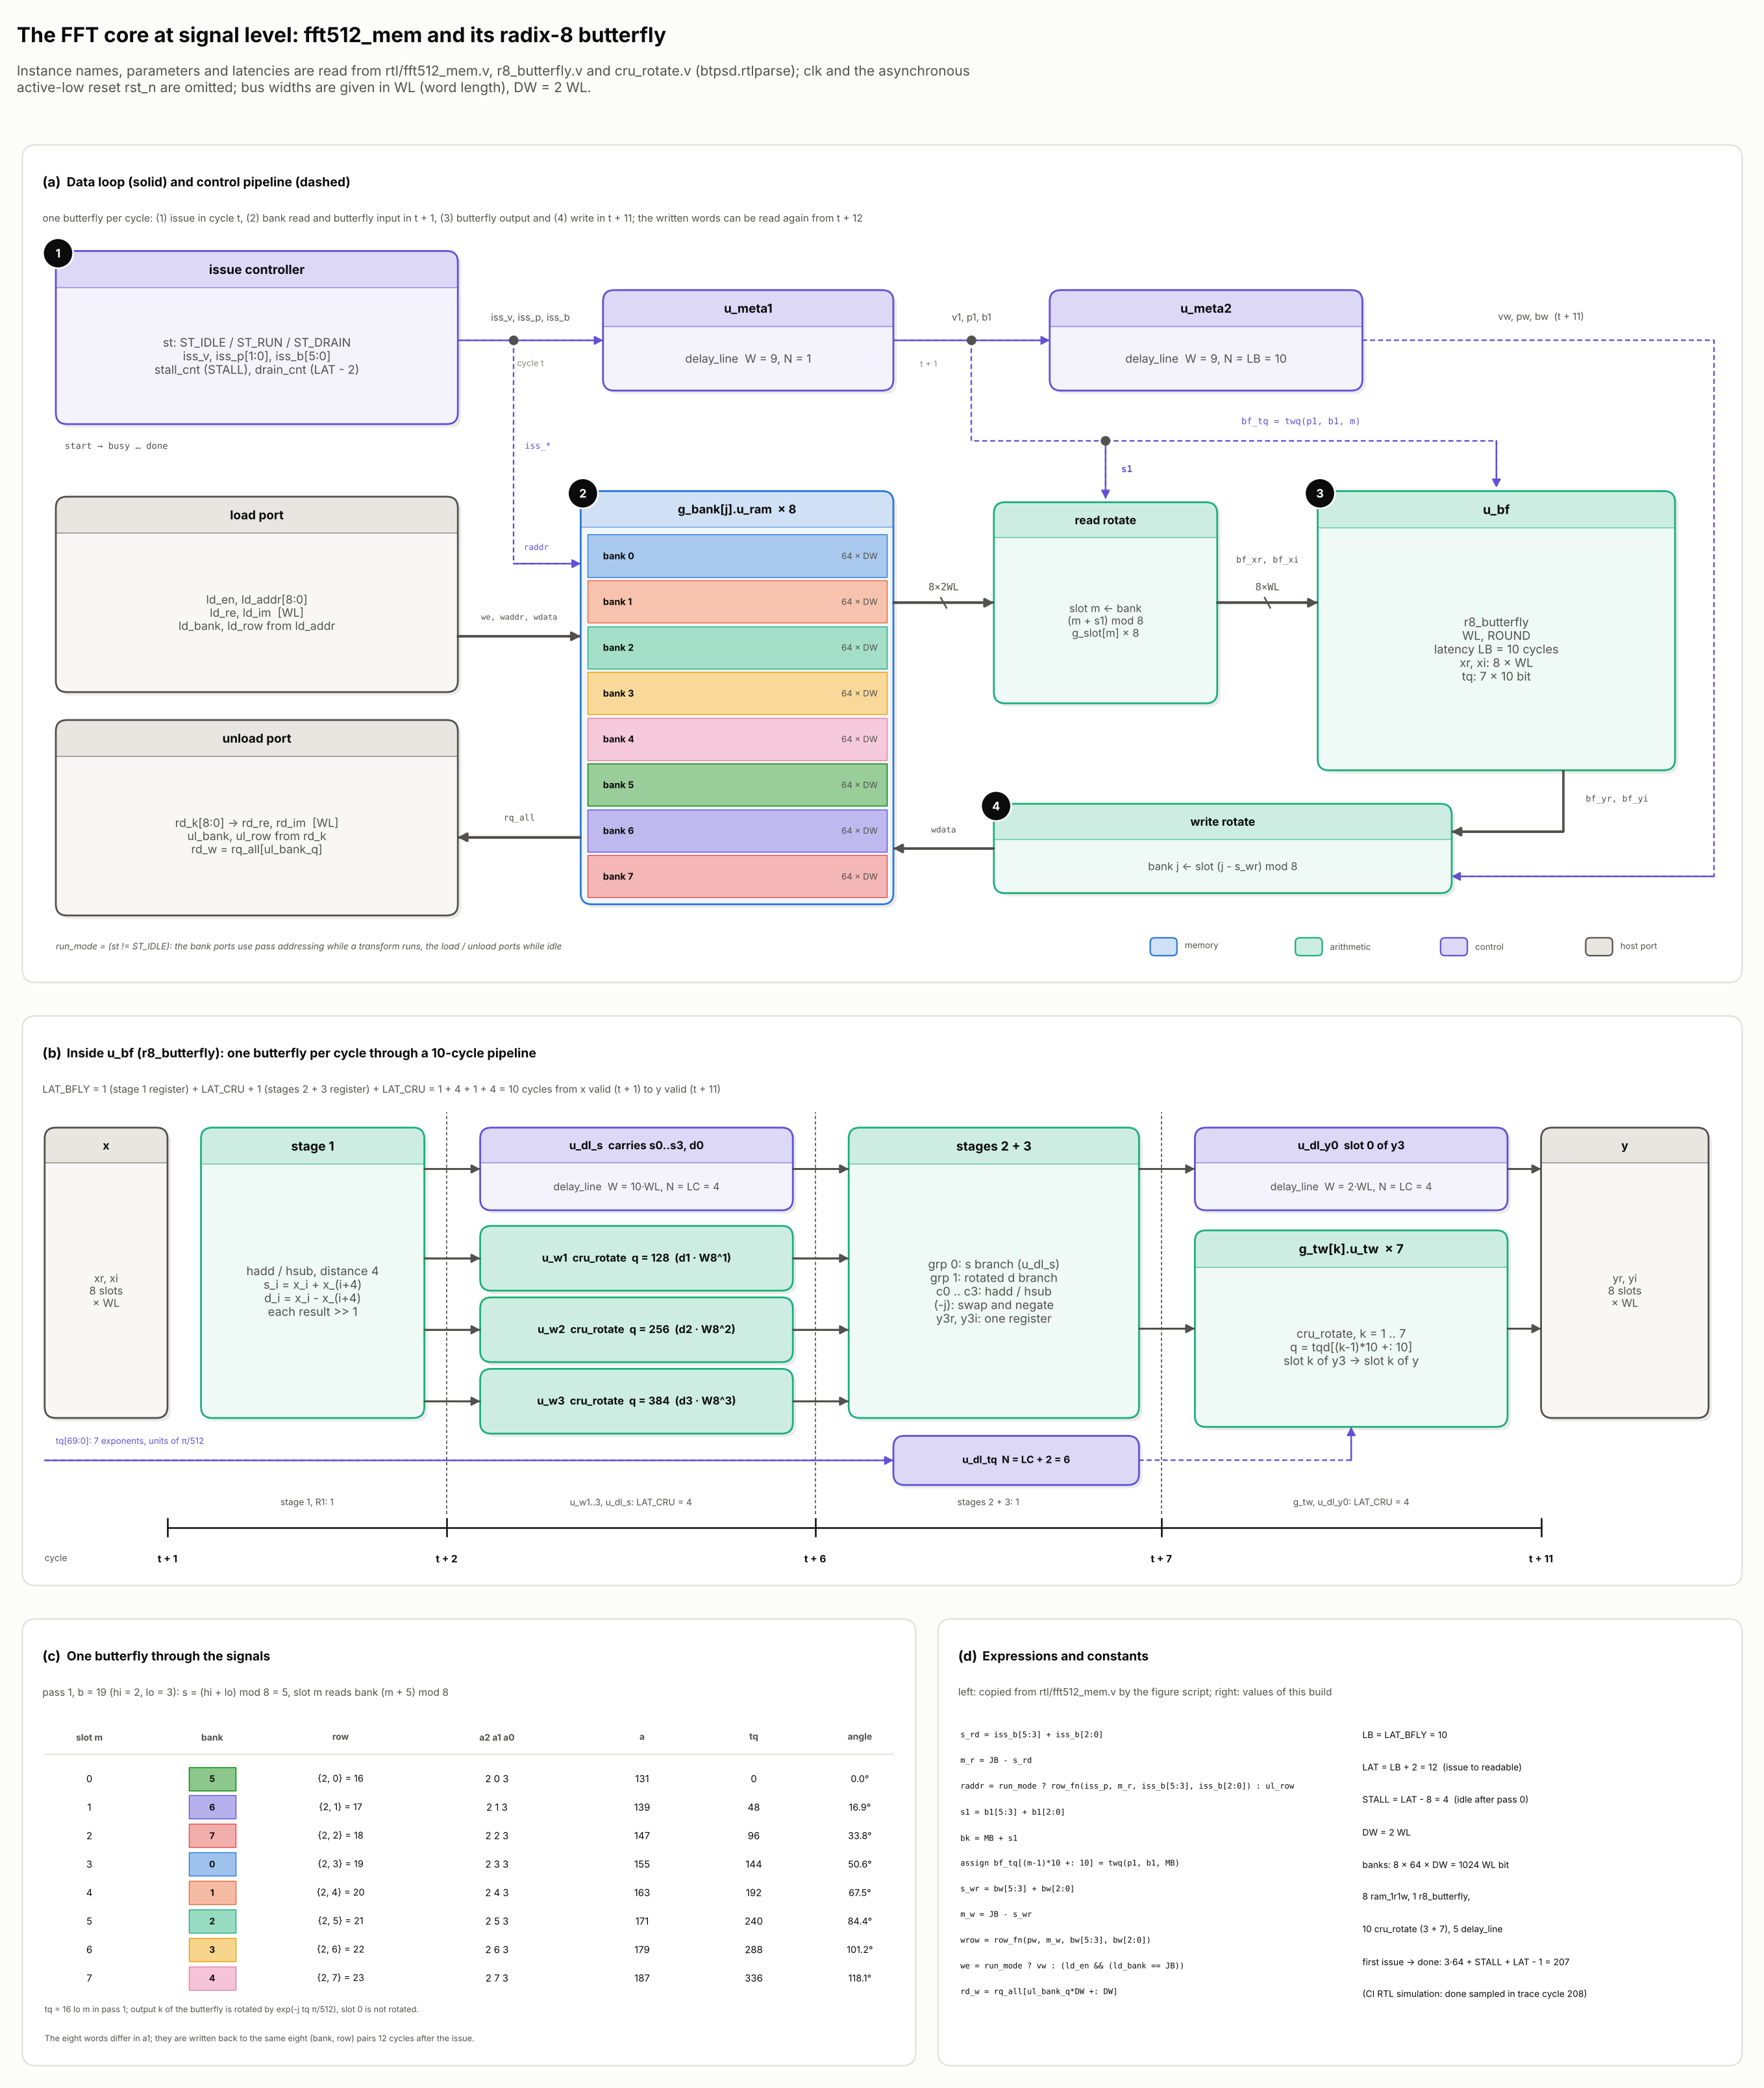 The FFT core at signal level: fft512_mem and its radix-8 butterfly
Instance names, parameters and latencies are read from rtl/fft512_mem.v, r8_butterfly.v and cru_rotate.v (btpsd.rtlparse); clk and the asynchronous
active-low reset rst_n are omitted; bus widths are given in WL (word length), DW = 2 WL.
(a) Data loop (solid) and control pipeline (dashed)
one butterfly per cycle: (1) issue in cycle t, (2) bank read and butterfly input in t + 1, (3) butterfly output and (4) write in t + 11; the written words can be read again from t + 12
1
issue controller
st: ST_IDLE / ST_RUN / ST_DRAIN
iss_v, iss_p[1:0], iss_b[5:0]
stall_cnt (STALL), drain_cnt (LAT - 2)
start → busy … done
iss_v, iss_p, iss_b
cycle t
iss_*
raddr
u_meta1
delay_line W = 9, N = 1
v1, p1, b1
t + 1
u_meta2
delay_line W = 9, N = LB = 10
vw, pw, bw (t + 11)
bf_tq = twq(p1, b1, m)
s1
load port
ld_en, ld_addr[8:0]
ld_re, ld_im [WL]
ld_bank, ld_row from ld_addr
we, waddr, wdata
unload port
rd_k[8:0] → rd_re, rd_im [WL]
ul_bank, ul_row from rd_k
rd_w = rq_all[ul_bank_q]
rq_all
2
g_bank[j].u_ram × 8
bank 0 64 × DW
bank 1 64 × DW
bank 2 64 × DW
bank 3 64 × DW
bank 4 64 × DW
bank 5 64 × DW
bank 6 64 × DW
bank 7 64 × DW
8×2WL
read rotate
slot m ← bank
(m + s1) mod 8
g_slot[m] × 8
bf_xr, bf_xi
8×WL
3
u_bf
r8_butterfly
WL, ROUND
latency LB = 10 cycles
xr, xi: 8 × WL
tq: 7 × 10 bit
bf_yr, bf_yi
4
write rotate
bank j ← slot (j - s_wr) mod 8
wdata
run_mode = (st != ST_IDLE): the bank ports use pass addressing while a transform runs, the load / unload ports while idle
memory
arithmetic
control
host port
(b) Inside u_bf (r8_butterfly): one butterfly per cycle through a 10-cycle pipeline
LAT_BFLY = 1 (stage 1 register) + LAT_CRU + 1 (stages 2 + 3 register) + LAT_CRU = 1 + 4 + 1 + 4 = 10 cycles from x valid (t + 1) to y valid (t + 11)
x
xr, xi
8 slots
× WL
stage 1
hadd / hsub, distance 4
s_i = x_i + x_(i+4)
d_i = x_i - x_(i+4)
each result >> 1
u_dl_s carries s0..s3, d0
delay_line W = 10·WL, N = LC = 4
u_w1 cru_rotate q = 128 (d1 · W8^1)
u_w2 cru_rotate q = 256 (d2 · W8^2)
u_w3 cru_rotate q = 384 (d3 · W8^3)
stages 2 + 3
grp 0: s branch (u_dl_s)
grp 1: rotated d branch
c0 .. c3: hadd / hsub
(-j): swap and negate
y3r, y3i: one register
u_dl_y0 slot 0 of y3
delay_line W = 2·WL, N = LC = 4
g_tw[k].u_tw × 7
cru_rotate, k = 1 .. 7
q = tqd[(k-1)*10 +: 10]
slot k of y3 → slot k of y
y
yr, yi
8 slots
× WL
tq[69:0]: 7 exponents, units of π/512
u_dl_tq N = LC + 2 = 6
stage 1, R1: 1
u_w1..3, u_dl_s: LAT_CRU = 4
stages 2 + 3: 1
g_tw, u_dl_y0: LAT_CRU = 4
cycle
t + 1
t + 2
t + 6
t + 7
t + 11
(c) One butterfly through the signals
pass 1, b = 19 (hi = 2, lo = 3): s = (hi + lo) mod 8 = 5, slot m reads bank (m + 5) mod 8
slot m bank row a2 a1 a0 a tq angle
0 5 {2, 0} = 16 2 0 3 131 0 0.0°
1 6 {2, 1} = 17 2 1 3 139 48 16.9°
2 7 {2, 2} = 18 2 2 3 147 96 33.8°
3 0 {2, 3} = 19 2 3 3 155 144 50.6°
4 1 {2, 4} = 20 2 4 3 163 192 67.5°
5 2 {2, 5} = 21 2 5 3 171 240 84.4°
6 3 {2, 6} = 22 2 6 3 179 288 101.2°
7 4 {2, 7} = 23 2 7 3 187 336 118.1°
tq = 16 lo m in pass 1; output k of the butterfly is rotated by exp(-j tq π/512), slot 0 is not rotated.
The eight words differ in a1; they are written back to the same eight (bank, row) pairs 12 cycles after the issue.
(d) Expressions and constants
left: copied from rtl/fft512_mem.v by the figure script; right: values of this build
s_rd = iss_b[5:3] + iss_b[2:0]
m_r = JB - s_rd
raddr = run_mode ? row_fn(iss_p, m_r, iss_b[5:3], iss_b[2:0]) : ul_row
s1 = b1[5:3] + b1[2:0]
bk = MB + s1
assign bf_tq[(m-1)*10 +: 10] = twq(p1, b1, MB)
s_wr = bw[5:3] + bw[2:0]
m_w = JB - s_wr
wrow = row_fn(pw, m_w, bw[5:3], bw[2:0])
we = run_mode ? vw : (ld_en && (ld_bank == JB))
rd_w = rq_all[ul_bank_q*DW +: DW]
LB = LAT_BFLY = 10
LAT = LB + 2 = 12 (issue to readable)
STALL = LAT - 8 = 4 (idle after pass 0)
DW = 2 WL
banks: 8 × 64 × DW = 1024 WL bit
8 ram_1r1w, 1 r8_butterfly,
10 cru_rotate (3 + 7), 5 delay_line
first issue → done: 3·64 + STALL + LAT - 1 = 207
(CI RTL simulation: done sampled in trace cycle 208)